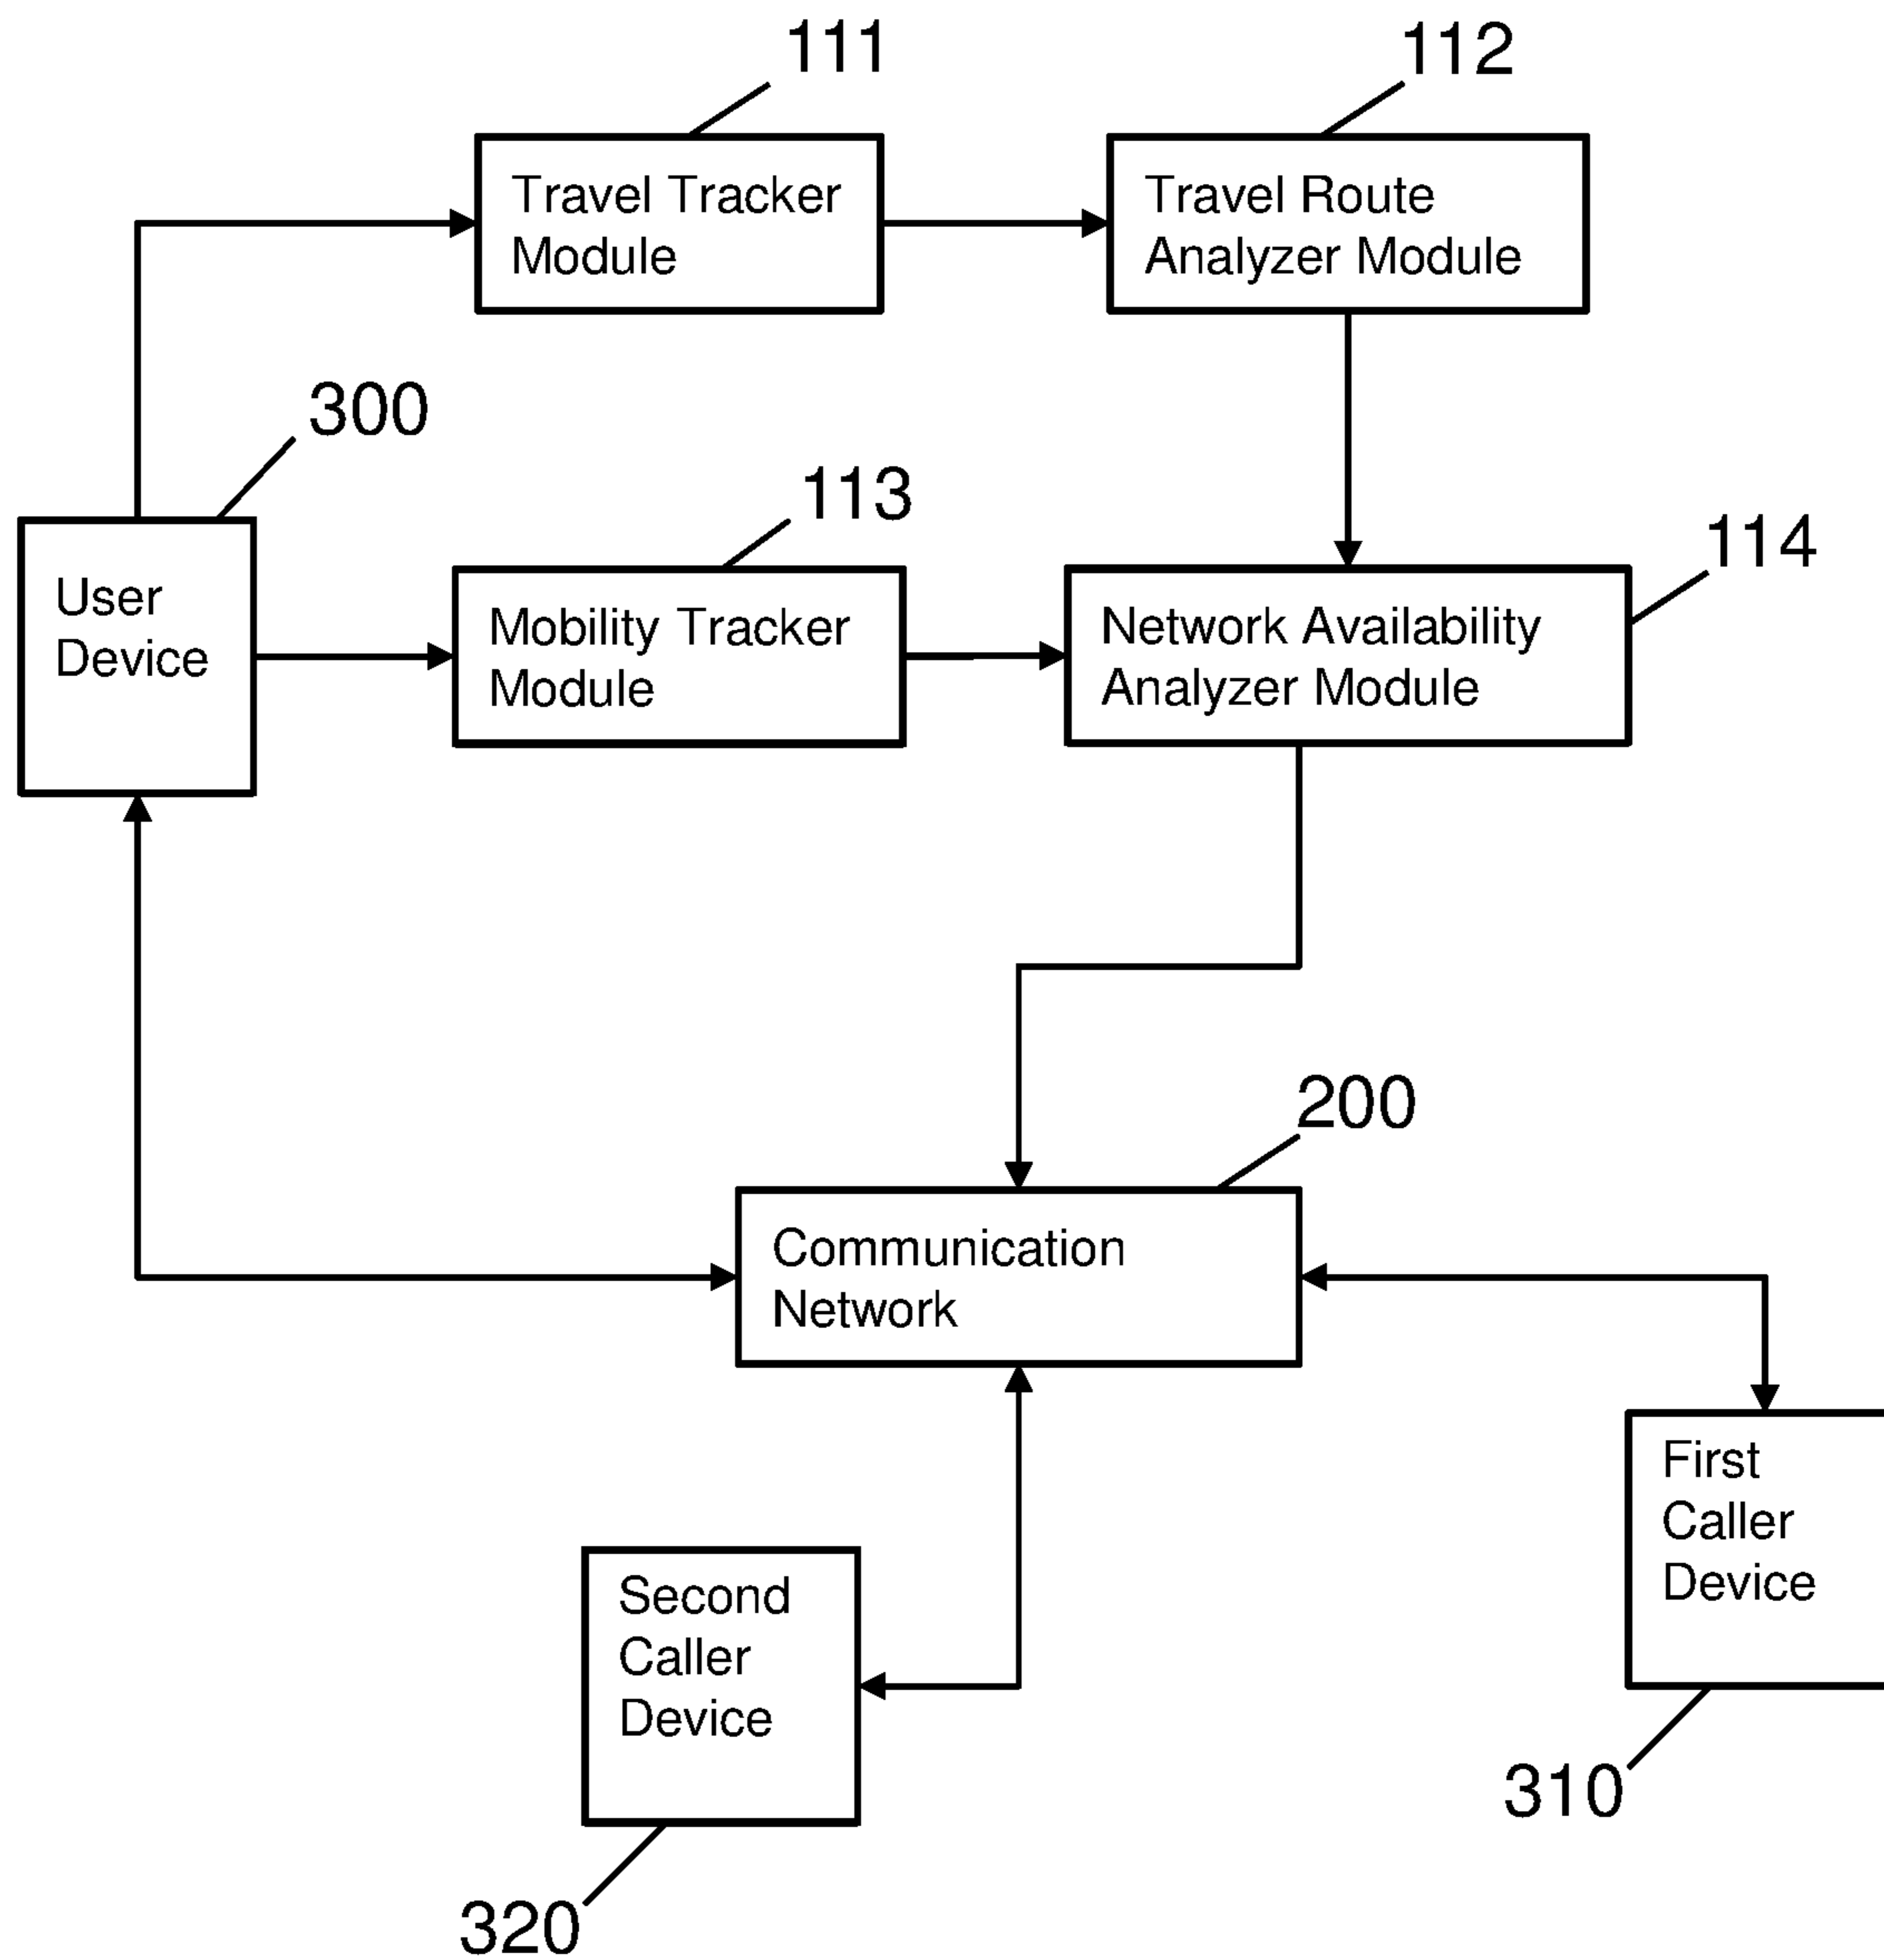 111
112
Travel Tracker
Module
Travel Route
Analyzer Module
300
113
114
User
Device
Mobility Tracker
Module
Network Availability
Analyzer Module
200
Communication
Network
First
Caller
Device
Second
Caller
Device
310
320